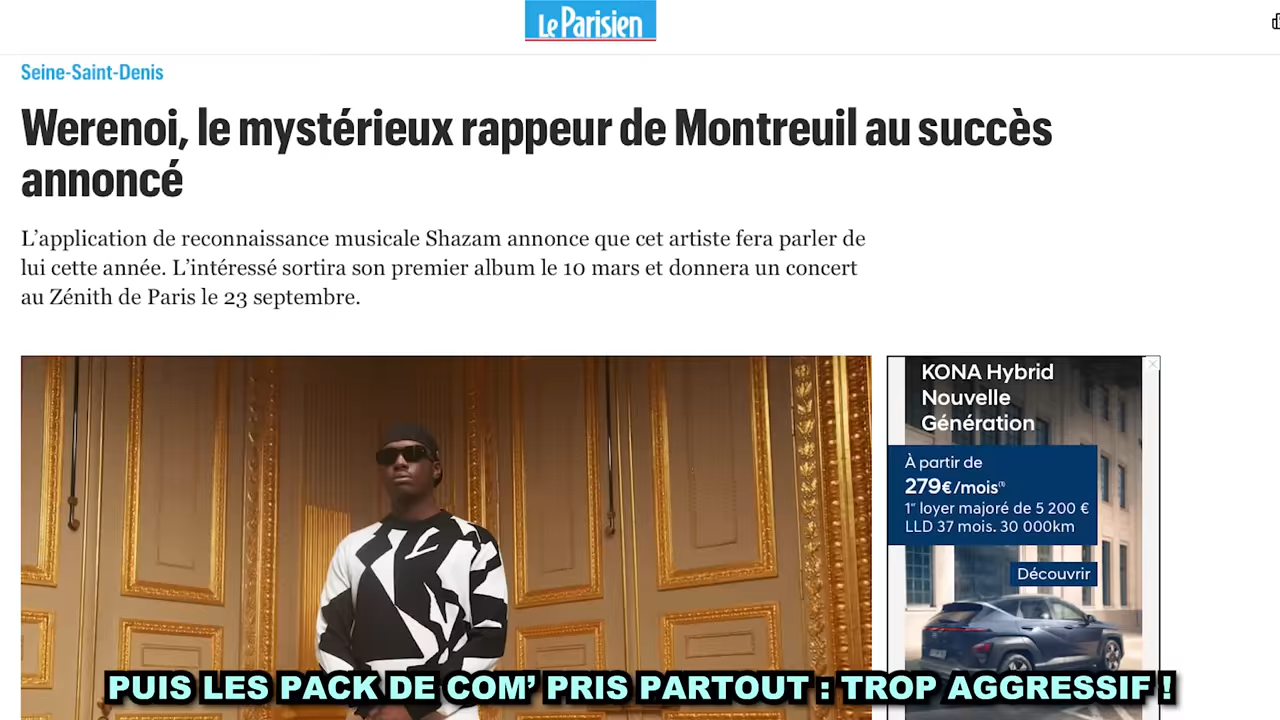 Le Parisien
Seine-Saint-Denis
Werenoi, le mystérieux rappeur de Montreuil au succès
annoncé
L’application de reconnaissance musicale Shazam annonce que cet artiste fera parler de
lui cette année. L’intéressé sortira son premier album le 10 mars et donnera un concert
au Zénith de Paris le 23 septembre.
KONA Hybrid
Nouvelle
Génération
À partir de
279€/mois⁽¹⁾
1ᵉʳ loyer majoré de 5 200 €
LLD 37 mois. 30 000km
Découvrir
PUIS LES PACK DE COM’ PRIS PARTOUT : TROP AGGRESSIF !